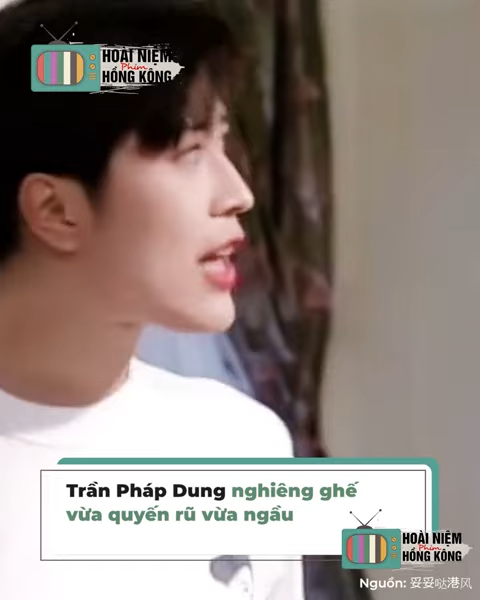 HOÀI NIỆM
Phim
HỒNG KÔNG
Trần Pháp Dung nghiêng ghế
vừa quyến rũ vừa ngầu
HOÀI NIỆM
Phim
HỒNG KÔNG
Nguồn: 妥妥哒港风